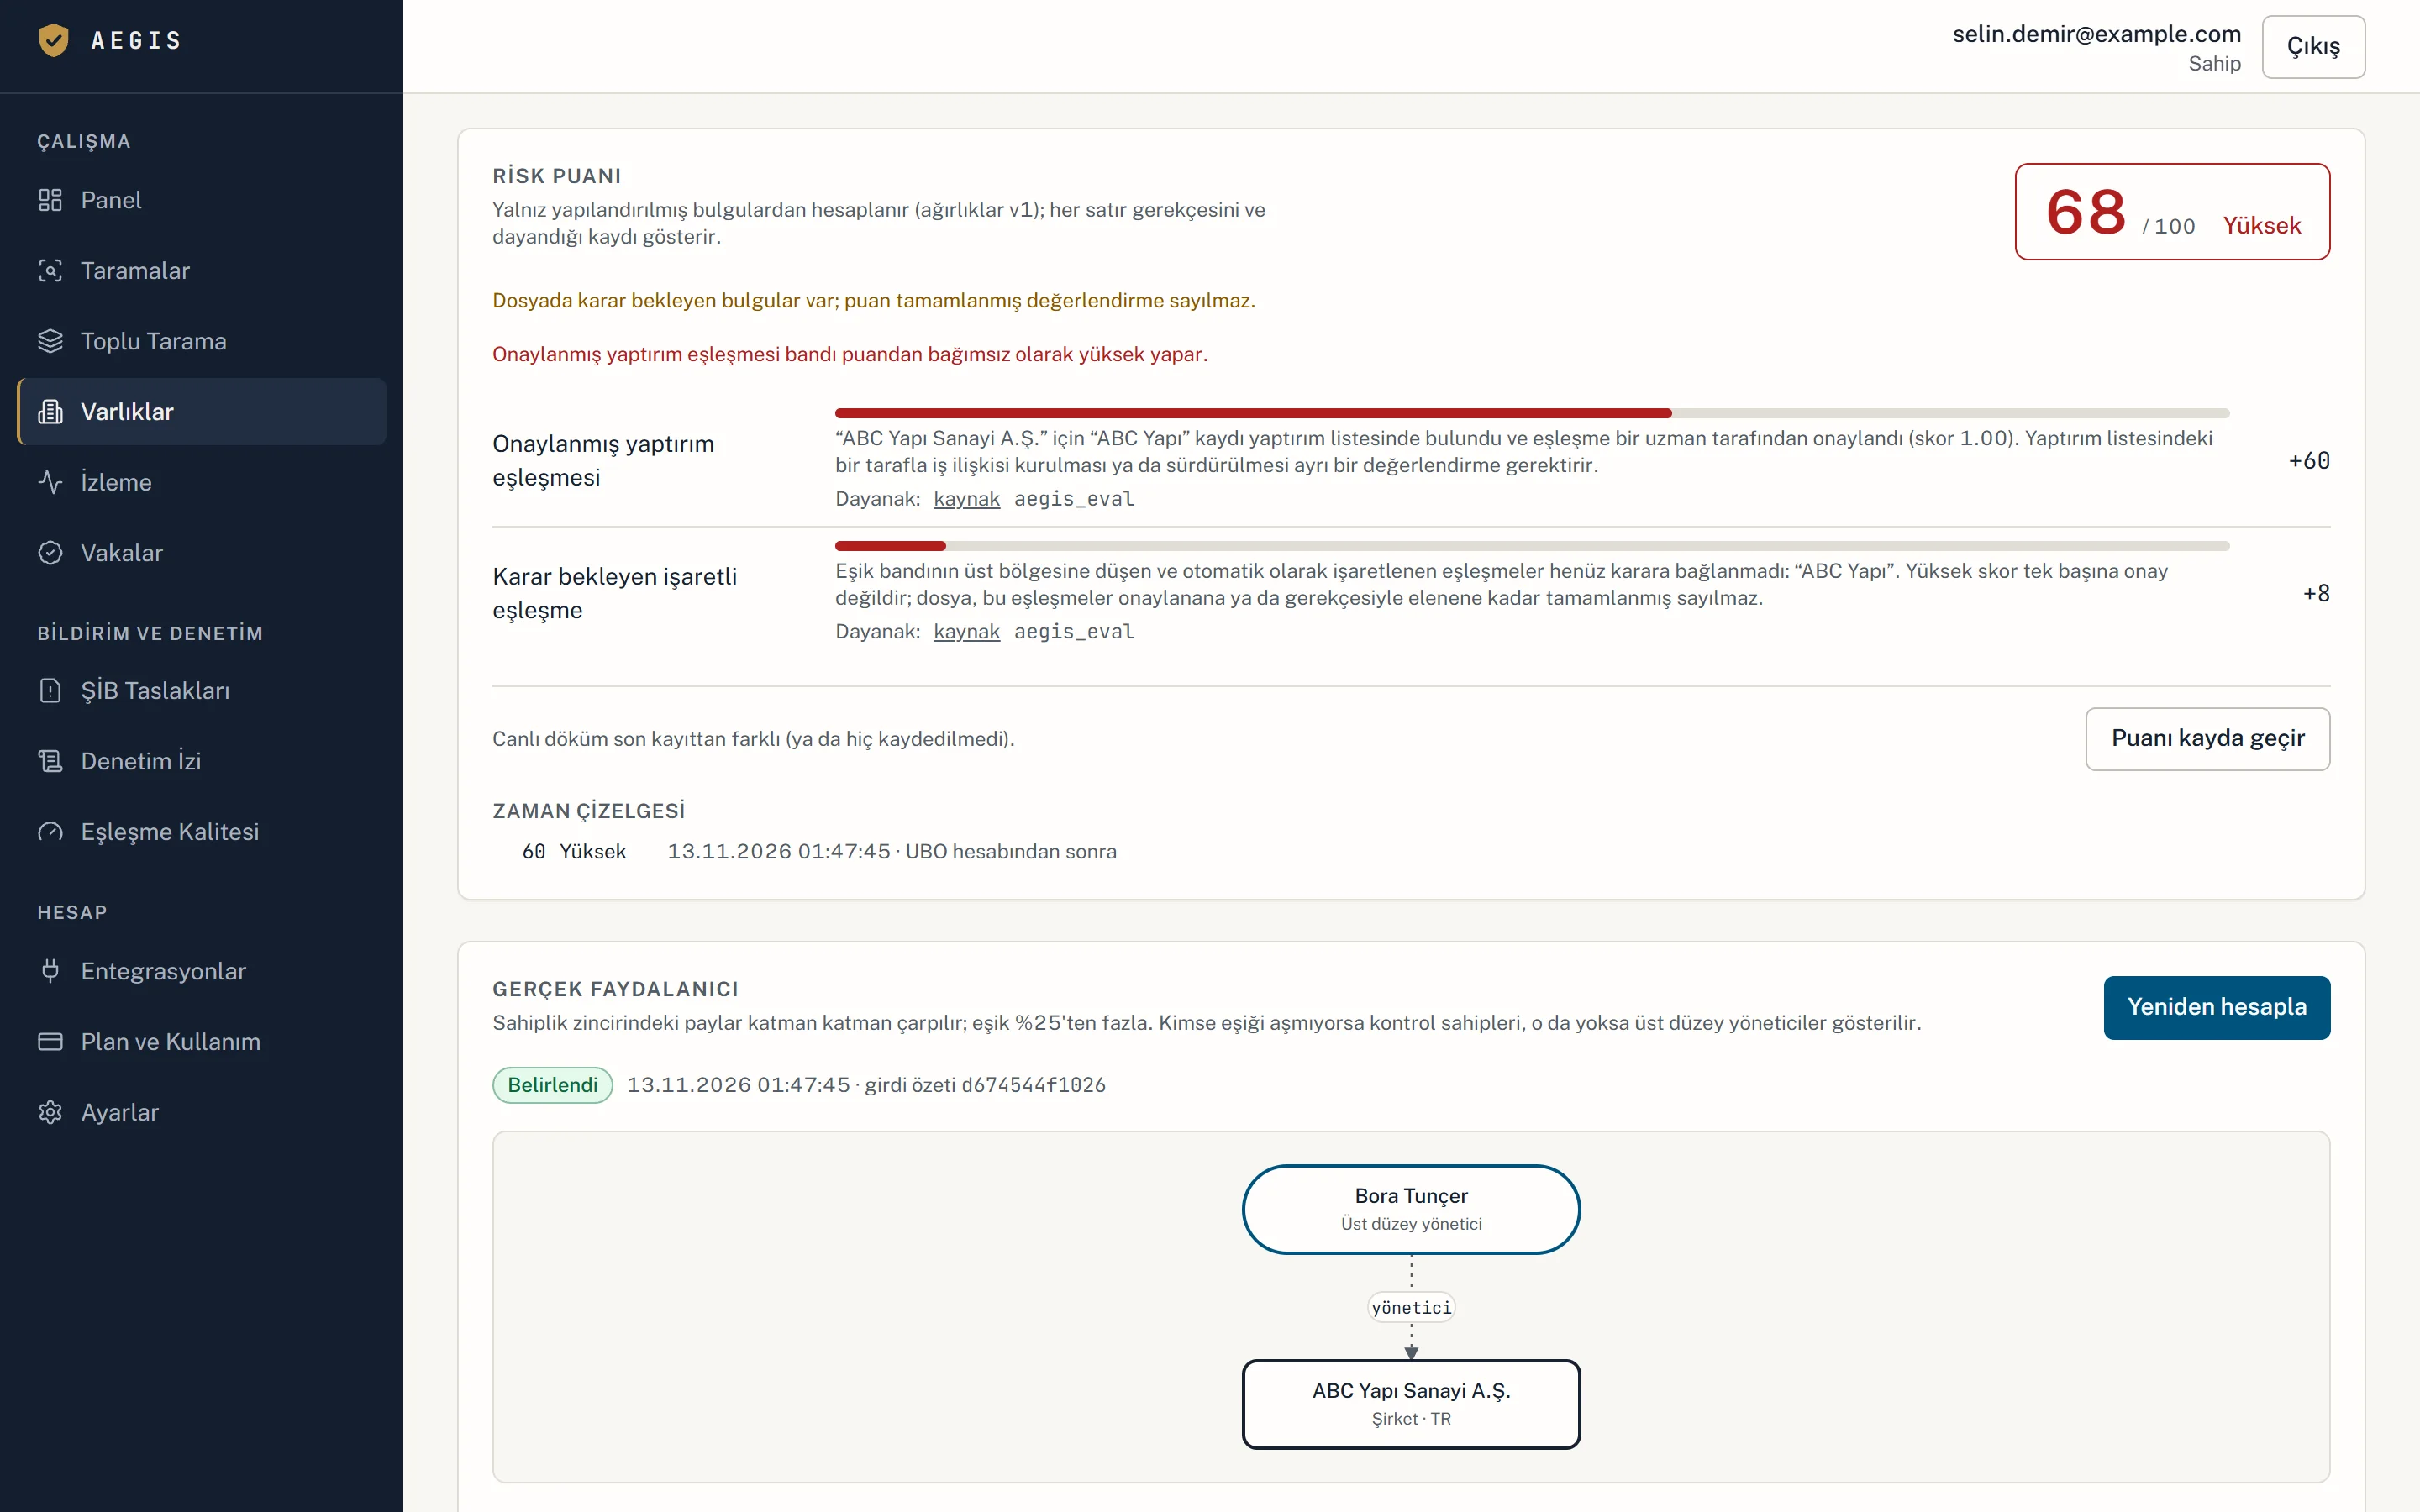 AEGIS
selin.demir@example.com
Sahip
Çıkış
ÇALIŞMA
Panel
Taramalar
Toplu Tarama
Varlıklar
İzleme
Vakalar
BİLDİRİM VE DENETİM
ŞİB Taslakları
Denetim İzi
Eşleşme Kalitesi
HESAP
Entegrasyonlar
Plan ve Kullanım
Ayarlar
RİSK PUANI
Yalnız yapılandırılmış bulgulardan hesaplanır (ağırlıklar v1); her satır gerekçesini ve
dayandığı kaydı gösterir.
68 / 100 Yüksek
Dosyada karar bekleyen bulgular var; puan tamamlanmış değerlendirme sayılmaz.
Onaylanmış yaptırım eşleşmesi bandı puandan bağımsız olarak yüksek yapar.
Onaylanmış yaptırım
eşleşmesi
“ABC Yapı Sanayi A.Ş.” için “ABC Yapı” kaydı yaptırım listesinde bulundu ve eşleşme bir uzman tarafından onaylandı (skor 1.00). Yaptırım listesindeki
bir tarafla iş ilişkisi kurulması ya da sürdürülmesi ayrı bir değerlendirme gerektirir.
Dayanak: kaynak aegis_eval
+60
Karar bekleyen işaretli
eşleşme
Eşik bandının üst bölgesine düşen ve otomatik olarak işaretlenen eşleşmeler henüz karara bağlanmadı: “ABC Yapı”. Yüksek skor tek başına onay
değildir; dosya, bu eşleşmeler onaylanana ya da gerekçesiyle elenene kadar tamamlanmış sayılmaz.
Dayanak: kaynak aegis_eval
+8
Canlı döküm son kayıttan farklı (ya da hiç kaydedilmedi).
Puanı kayda geçir
ZAMAN ÇİZELGESİ
60 Yüksek 13.11.2026 01:47:45 · UBO hesabından sonra
GERÇEK FAYDALANICI
Sahiplik zincirindeki paylar katman katman çarpılır; eşik %25'ten fazla. Kimse eşiği aşmıyorsa kontrol sahipleri, o da yoksa üst düzey yöneticiler gösterilir.
Yeniden hesapla
Belirlendi 13.11.2026 01:47:45 · girdi özeti d674544f1026
Bora Tunçer
Üst düzey yönetici
yönetici
ABC Yapı Sanayi A.Ş.
Şirket · TR